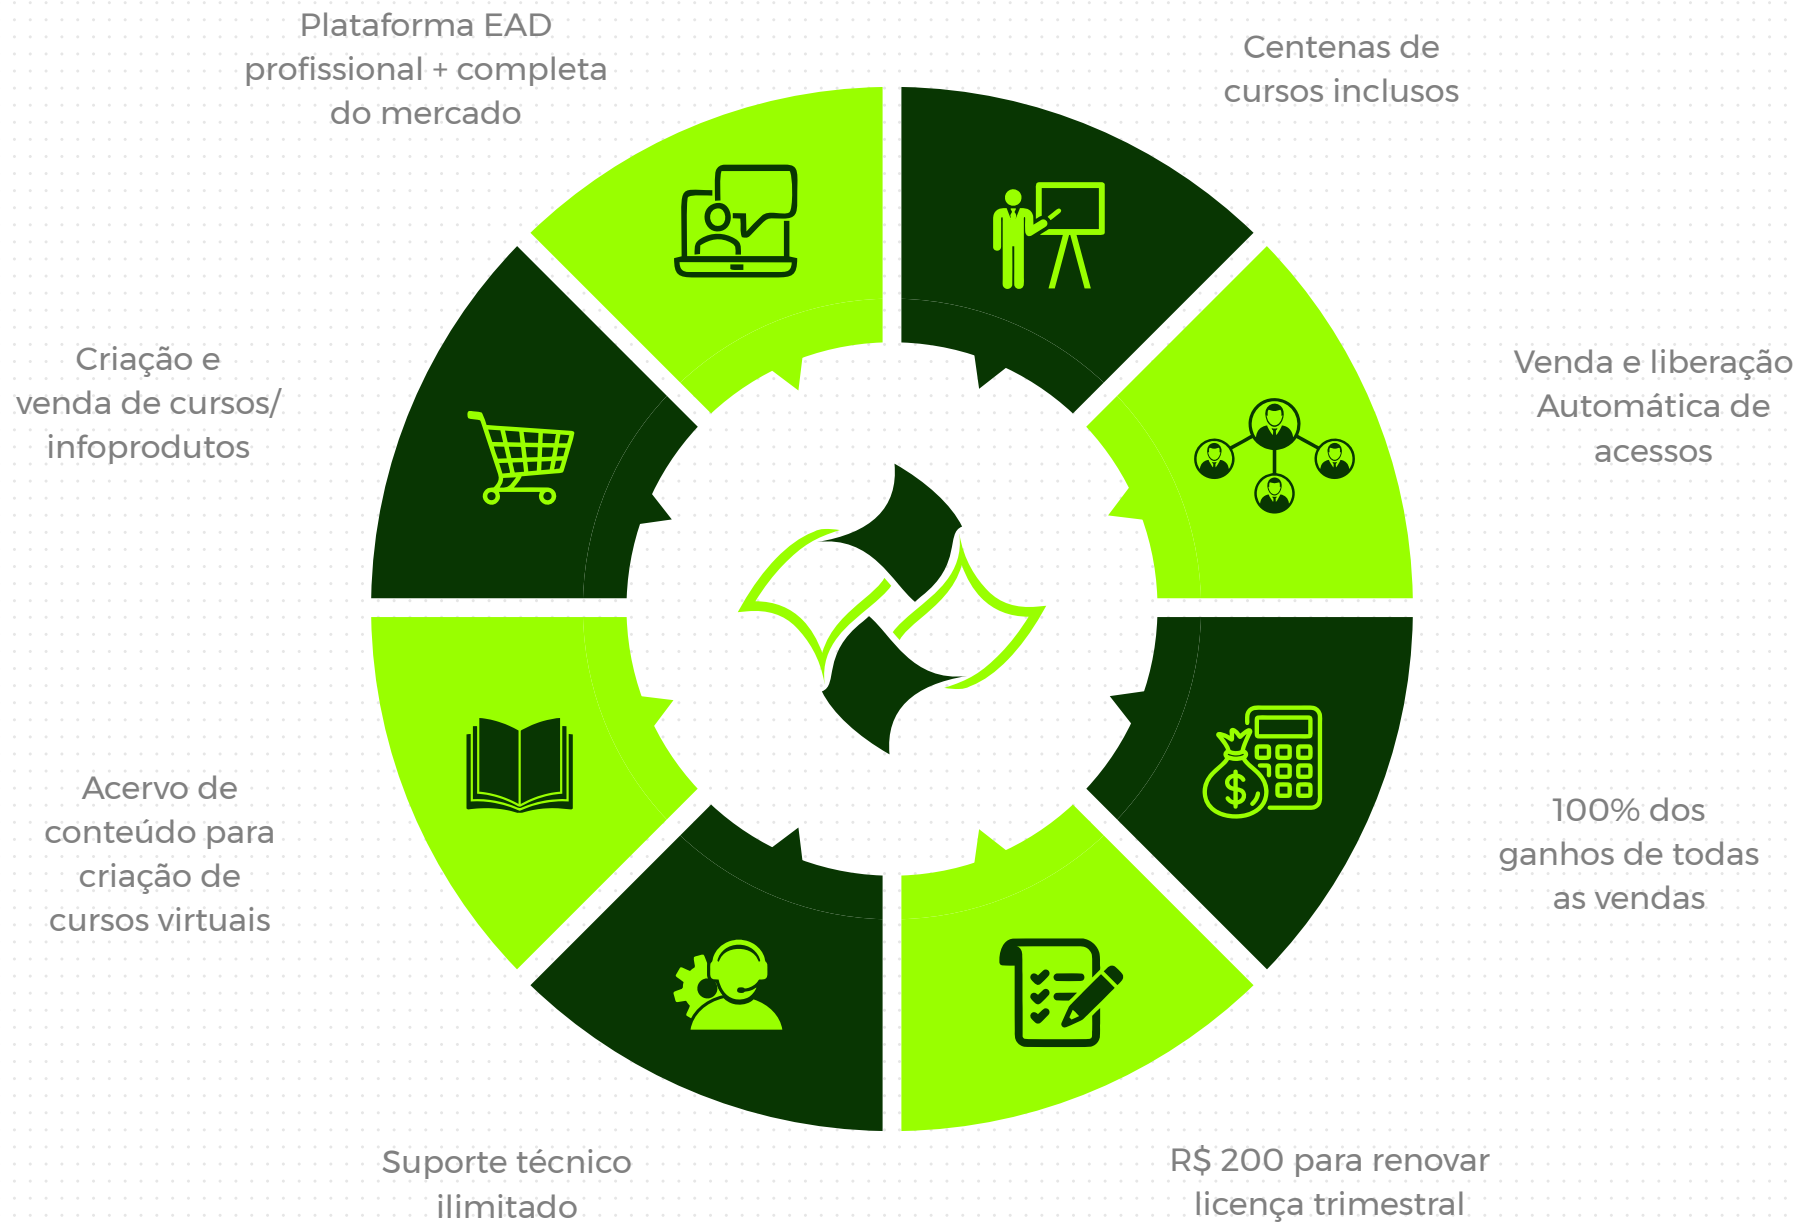 Plataforma EAD
profissional + completa
do mercado
Centenas de
cursos inclusos
Criação e
venda de cursos/
infoprodutos
Venda e liberação
Automática de
acessos
Acervo de
conteúdo para
criação de
cursos virtuais
$
100% dos
ganhos de todas
as vendas
Suporte técnico
ilimitado
R$ 200 para renovar
licença trimestral